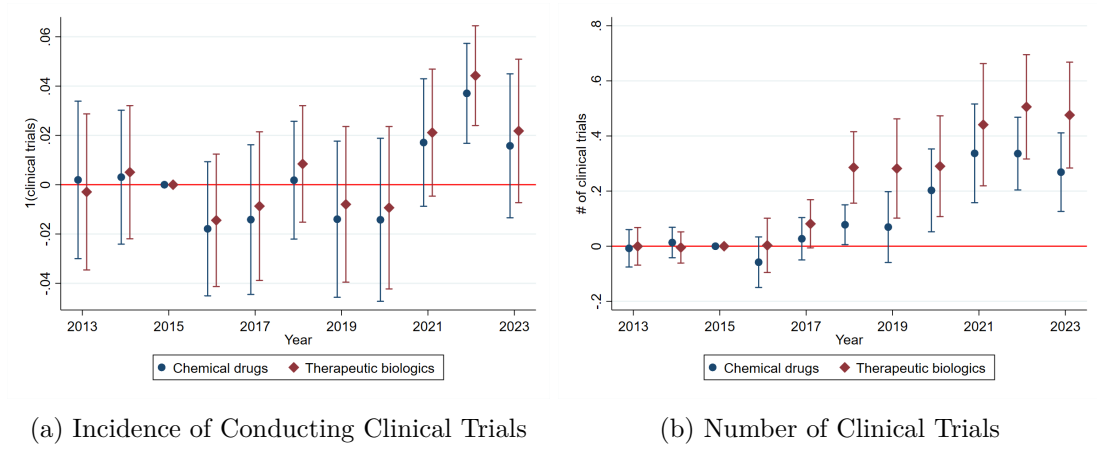 1(clinical trials)
.06
.04
.02
0
-.02
-.04
2013 2015 2017 2019 2021 2023
Year
Chemical drugs Therapeutic biologics
(a) Incidence of Conducting Clinical Trials
# of clinical trials
.8
.6
.4
.2
0
-.2
2013 2015 2017 2019 2021 2023
Year
Chemical drugs Therapeutic biologics
(b) Number of Clinical Trials